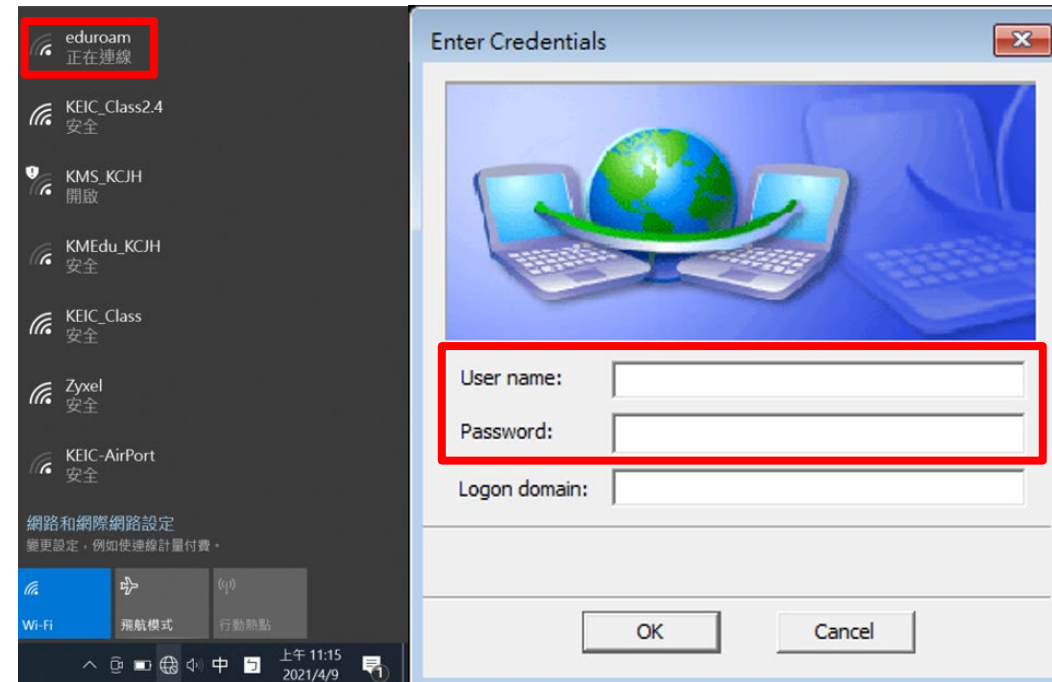 eduroam
正在連線
KEIC_Class2.4
安全
KMS_KCJH
開啟
KMEdu_KCJH
安全
KEIC_Class
安全
Zyxel
安全
KEIC-AirPort
安全
網路和網際網路設定
變更設定，例如使連線計量付費。
Wi-Fi
飛航模式
行動熱點
中
ㄅ
上午 11:15
2021/4/9
1
Enter Credentials
User name:
Password:
Logon domain:
OK
Cancel